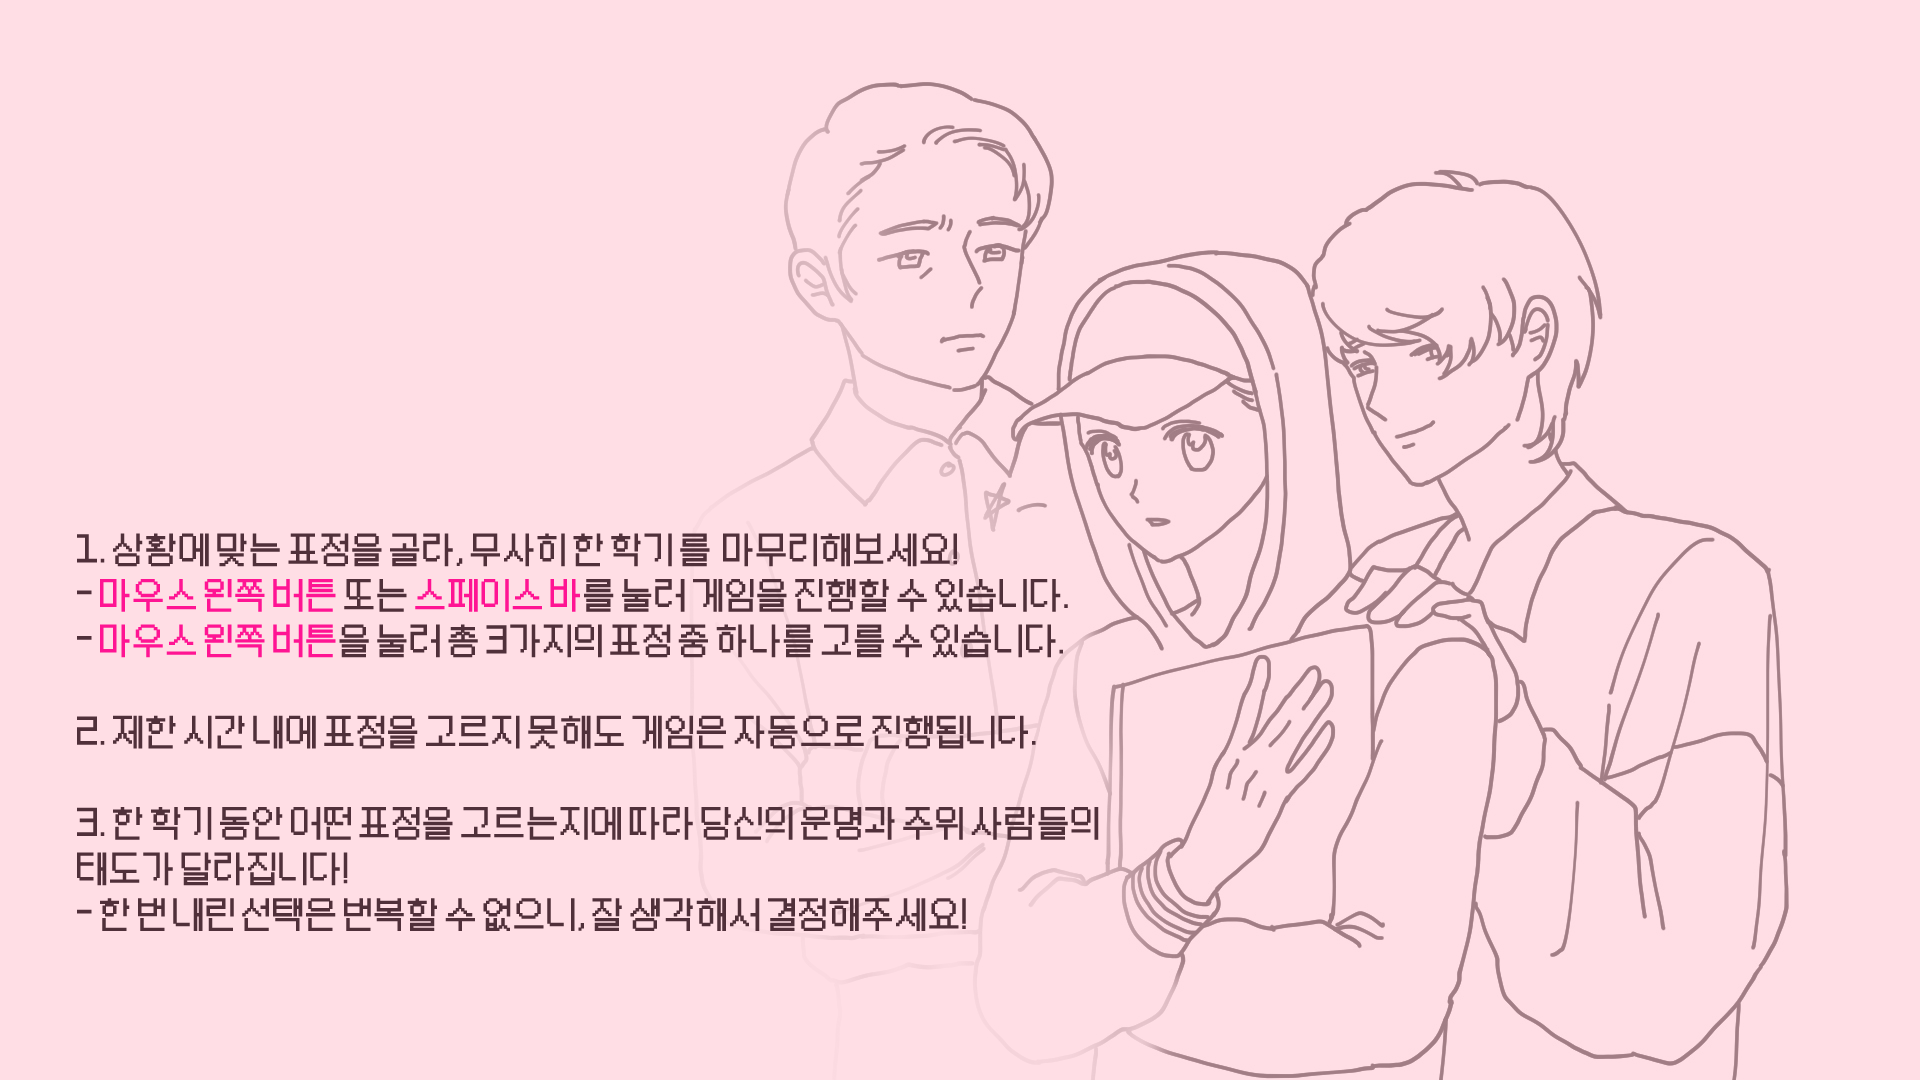 1. 상황에 맞는 표정을 골라, 무사히 한 학기를 마무리해보세요!
- 마우스 왼쪽 버튼 또는 스페이스 바를 눌러 게임을 진행할 수 있습니다.
- 마우스 왼쪽 버튼을 눌러 총 3가지의 표정 중 하나를 고를 수 있습니다.
2. 제한 시간 내에 표정을 고르지 못해도 게임은 자동으로 진행됩니다.
3. 한 학기 동안 어떤 표정을 고르는지에 따라 당신의 운명과 주위 사람들의
태도가 달라집니다!
- 한 번 내린 선택은 번복할 수 없으니, 잘 생각해서 결정해주세요!